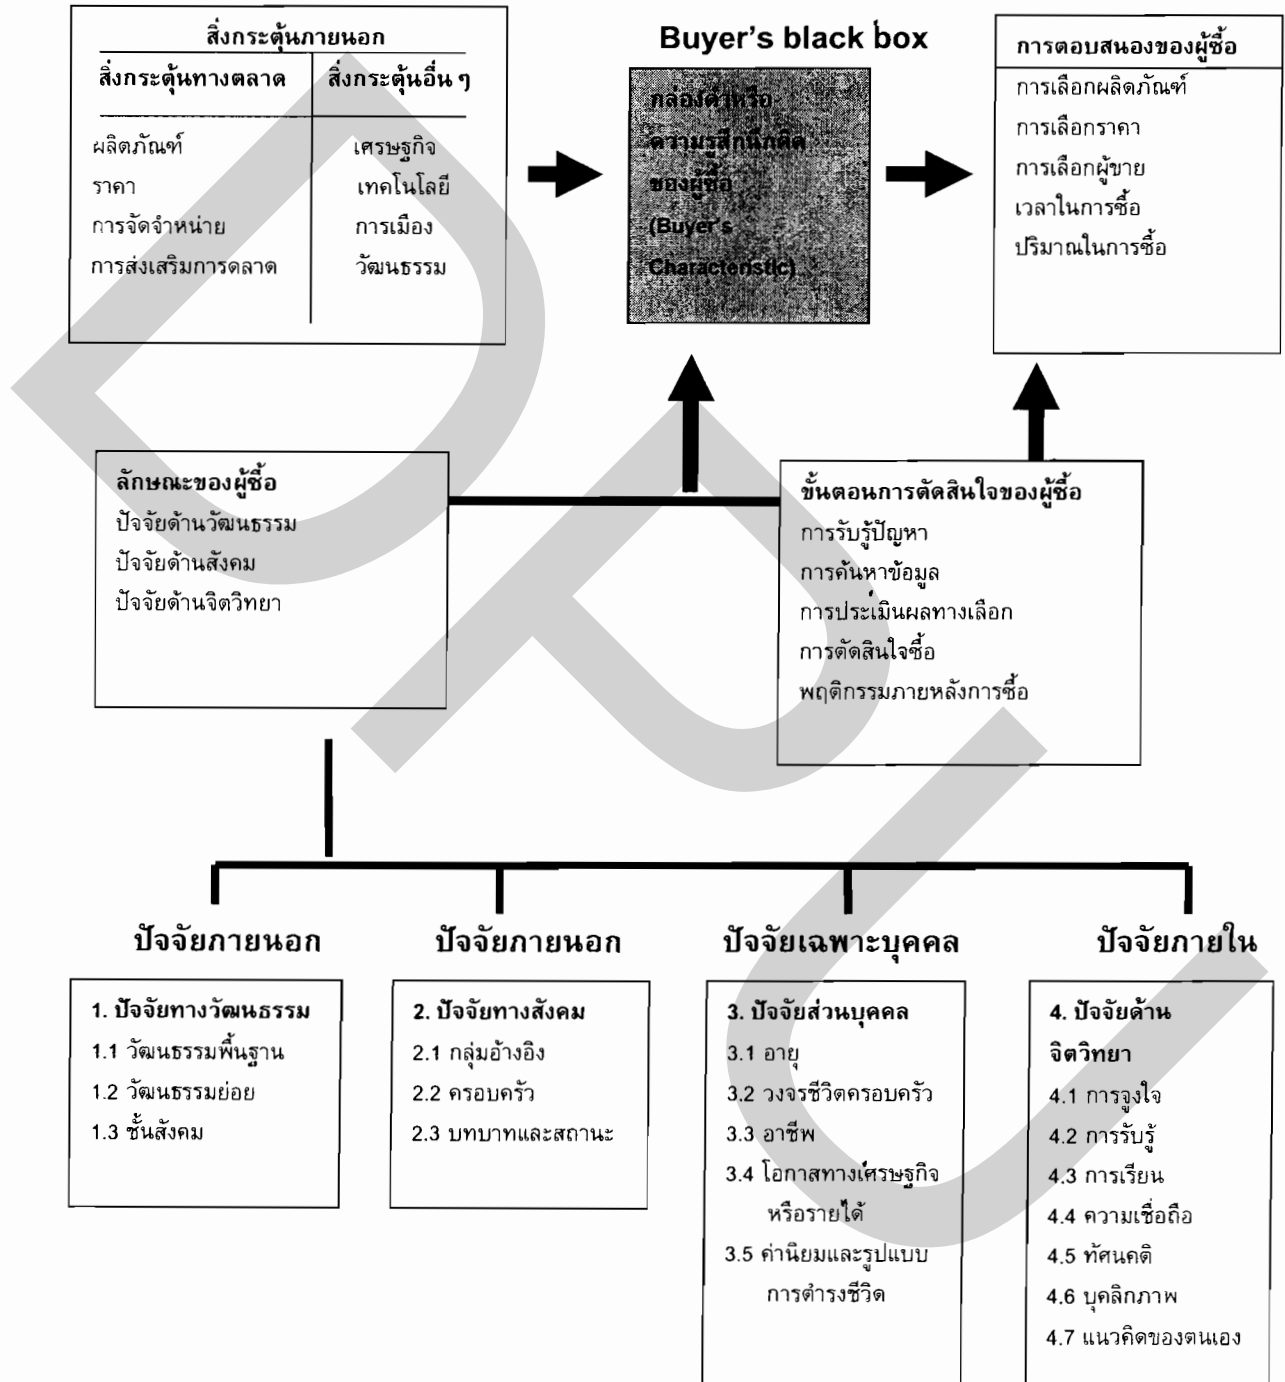 สิ่งกระตุ้นภายนอก
สิ่งกระตุ้นทางตลาด
สิ่งกระตุ้นอื่น ๆ
ผลิตภัณฑ์
เศรษฐกิจ
ราคา
เทคโนโลยี
การจัดจำหน่าย
การเมือง
การส่งเสริมการตลาด
วัฒนธรรม
Buyer's black box
กล่องดำหรือ
ความรู้สึกนึกคิด
ของผู้ซื้อ
(Buyer's
Characteristic)
การตอบสนองของผู้ซื้อ
การเลือกผลิตภัณฑ์
การเลือกราคา
การเลือกผู้ขาย
เวลาในการซื้อ
ปริมาณในการซื้อ
ลักษณะของผู้ซื้อ
ปัจจัยด้านวัฒนธรรม
ปัจจัยด้านสังคม
ปัจจัยด้านจิตวิทยา
ขั้นตอนการตัดสินใจของผู้ซื้อ
การรับรู้ปัญหา
การค้นหาข้อมูล
การประเมินผลทางเลือก
การตัดสินใจซื้อ
พฤติกรรมภายหลังการซื้อ
ปัจจัยภายนอก
1. ปัจจัยทางวัฒนธรรม
1.1 วัฒนธรรมพื้นฐาน
1.2 วัฒนธรรมย่อย
1.3 ชั้นสังคม
ปัจจัยภายนอก
2. ปัจจัยทางสังคม
2.1 กลุ่มอ้างอิง
2.2 ครอบครัว
2.3 บทบาทและสถานะ
ปัจจัยเฉพาะบุคคล
3. ปัจจัยส่วนบุคคล
3.1 อายุ
3.2 วงจรชีวิตครอบครัว
3.3 อาชีพ
3.4 โอกาสทางเศรษฐกิจ
หรือรายได้
3.5 ค่านิยมและรูปแบบ
การดำรงชีวิต
ปัจจัยภายใน
4. ปัจจัยด้าน
จิตวิทยา
4.1 การจูงใจ
4.2 การรับรู้
4.3 การเรียน
4.4 ความเชื่อถือ
4.5 ทัศนคติ
4.6 บุคลิกภาพ
4.7 แนวคิดของตนเอง
DPU